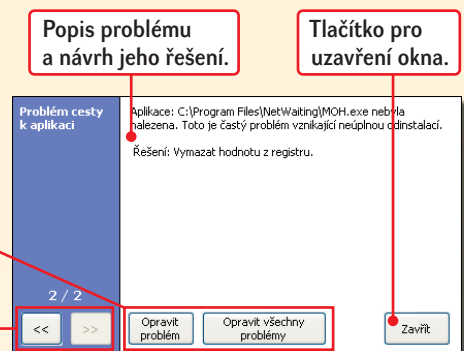 Popis problému
a návrh jeho řešení.
Tlačítko pro
uzavření okna.
Problém cesty
k aplikaci
Aplikace: C:\Program Files\NetWaiting\MOH.exe nebyla
nalezena. Toto je častý problém vznikající neúplnou odinstalací.
Řešení: Vymazat hodnotu z registru.
2 / 2
<< >>
Opravit
problém
Opravit všechny
problémy
Zavřít